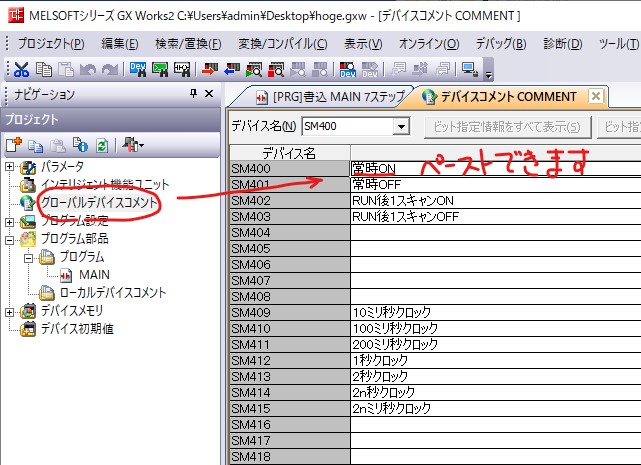 MELSOFTシリーズ GX Works2 C:¥Users¥admin¥Desktop¥hoge.gxw - [デバイスコメント COMMENT ]
プロジェクト(P) 編集(E) 検索/置換(F) 変換/コンパイル(C) 表示(V) オンライン(O) デバッグ(B) 診断(D) ツール(T)
ナビゲーション
[PRG]書込 MAIN 7ステップ デバイスコメント COMMENT
プロジェクト
デバイス名(N) SM400 ビット指定情報をすべて表示(S) ビット指
デバイス名
SM400 常時ON ペーストできます
SM401 常時OFF
SM402 RUN後1スキャンON
SM403 RUN後1スキャンOFF
SM404
SM405
SM406
SM407
SM408
SM409 10ミリ秒クロック
SM410 100ミリ秒クロック
SM411 200ミリ秒クロック
SM412 1秒クロック
SM413 2秒クロック
SM414 2n秒クロック
SM415 2nミリ秒クロック
SM416
SM417
SM418
パラメータ
インテリジェント機能ユニット
グローバルデバイスコメント
プログラム設定
プログラム部品
プログラム
MAIN
ローカルデバイスコメント
デバイスメモリ
デバイス初期値